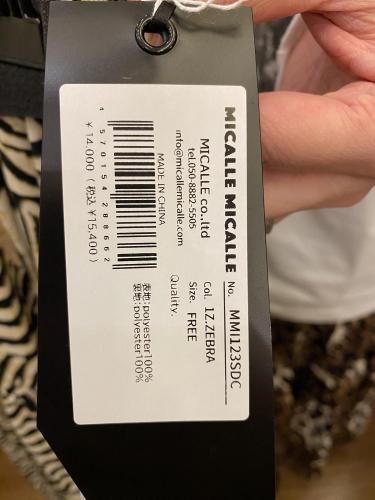 MICALLE MICALLE
MICALLE co.,ltd
tel.050-8882-5505
info@micallemicalle.com
No. MMI123SDC
Col. 1Z.ZEBRA
Size. FREE
Quality.
表地:polyester100%
裏地:polyester100%
MADE IN CHINA
4 570154 288662
¥14,000 (税込 ¥15,400)